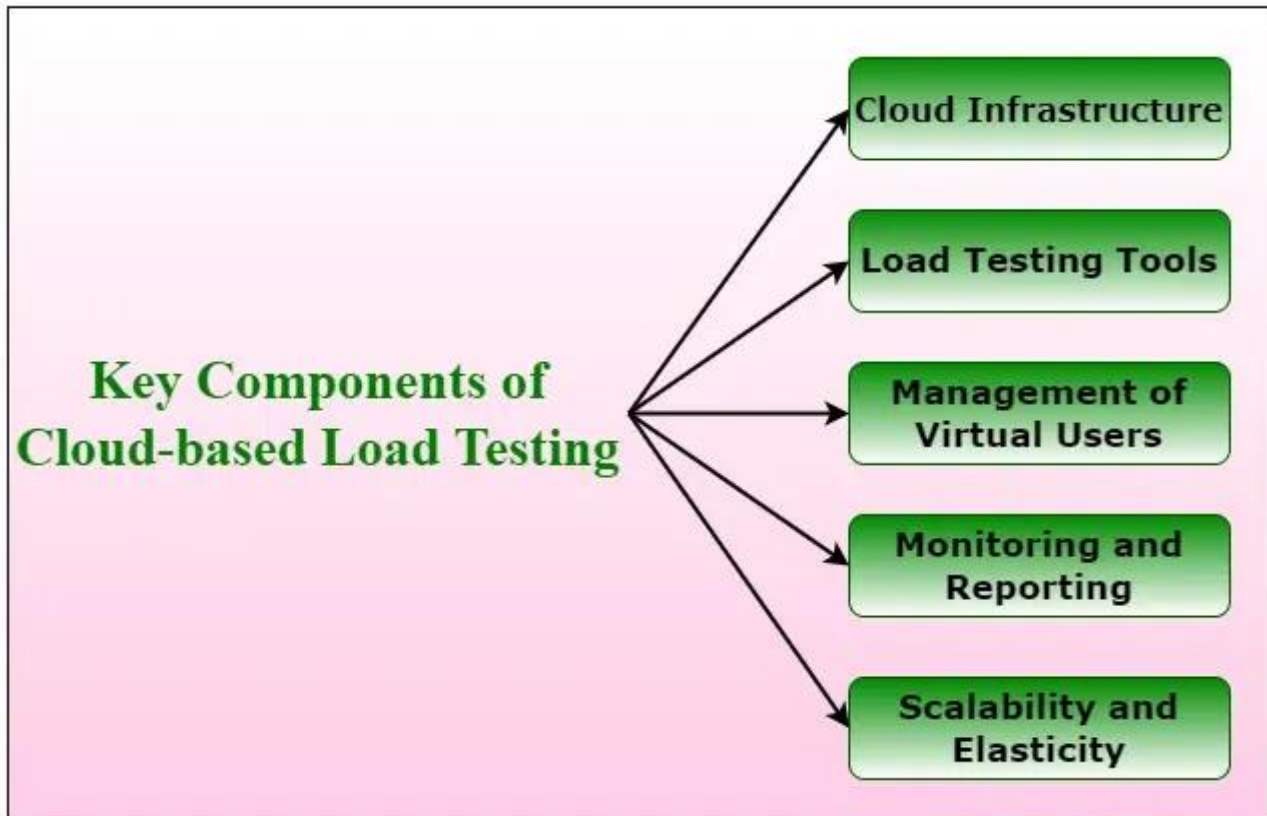 Key Components of
Cloud-based Load Testing
Cloud Infrastructure
Load Testing Tools
Management of
Virtual Users
Monitoring and
Reporting
Scalability and
Elasticity